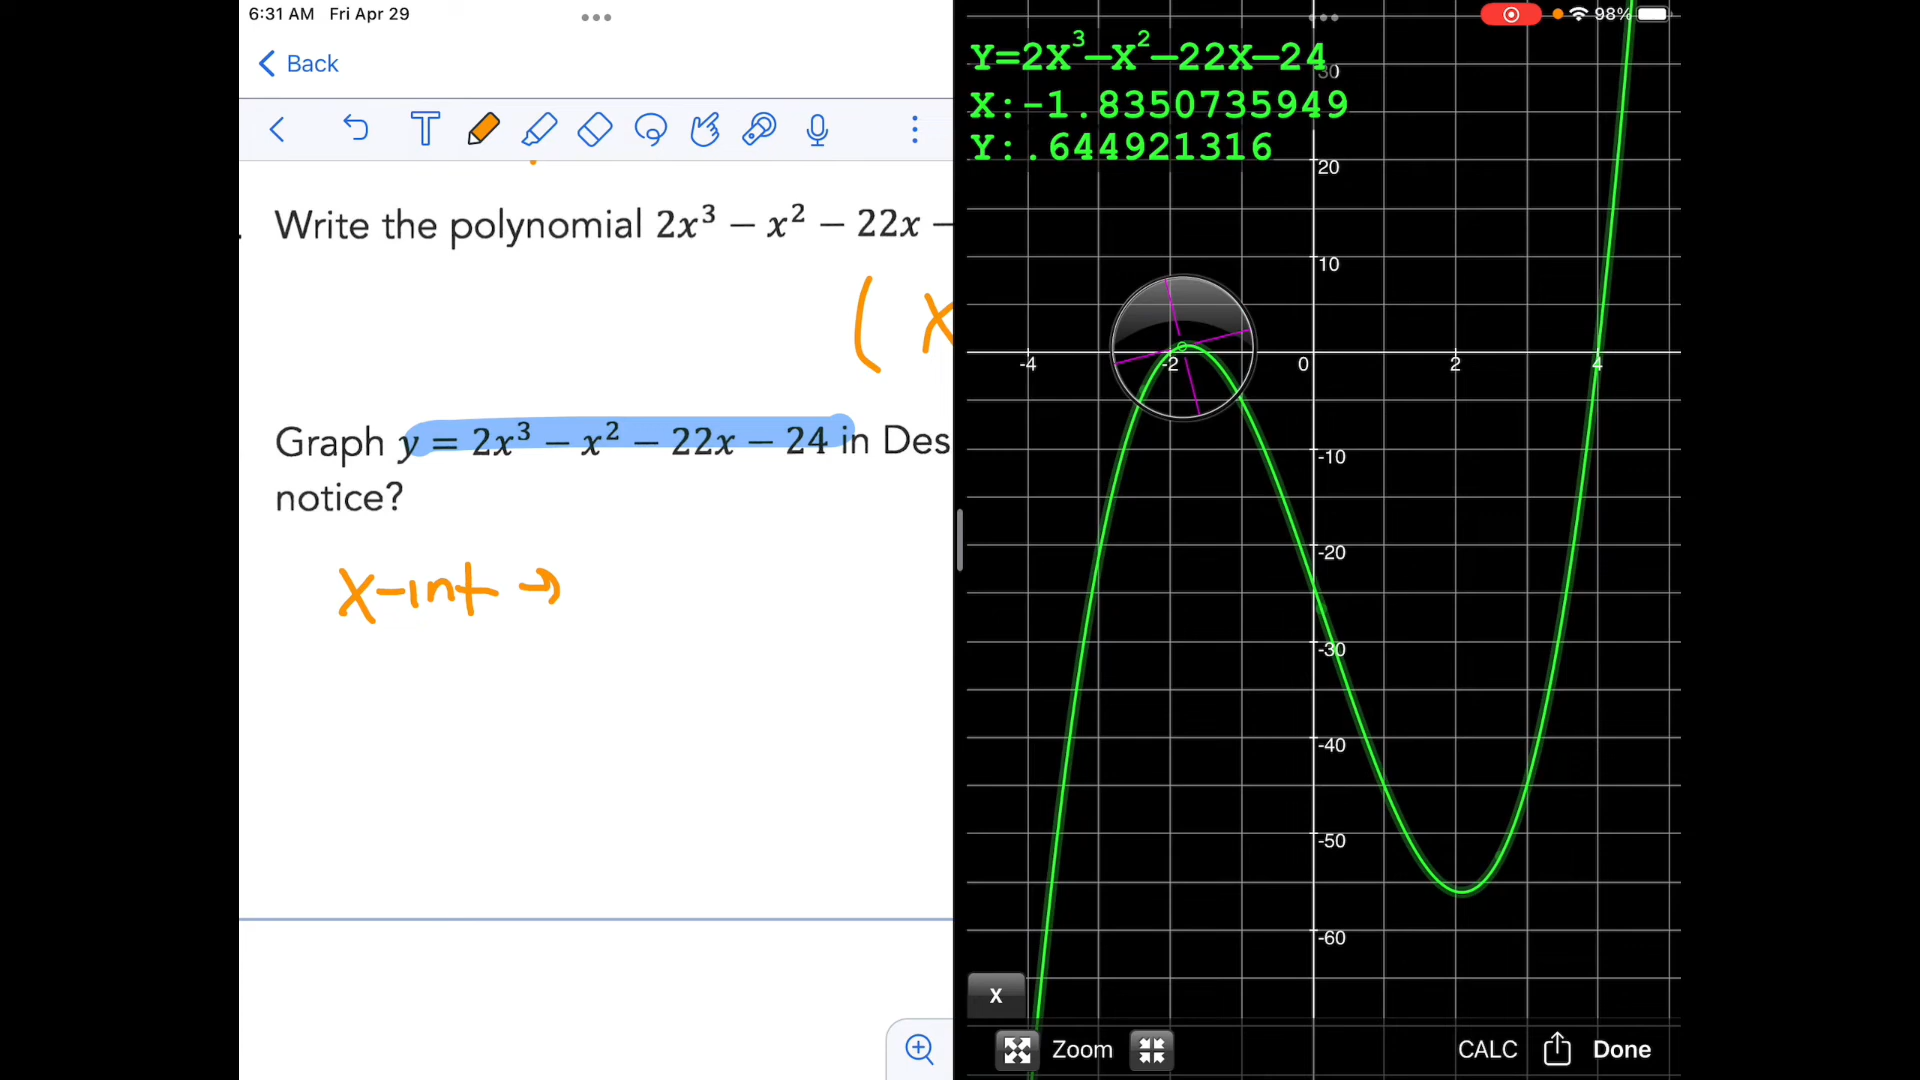 6:31 AM Fri Apr 29
Back
Write the polynomial 2x³ − x² − 22x −
( x
Graph y = 2x³ − x² − 22x − 24 in Des
notice?
x-int →
98%
Y=2X³−X²−22X−24
X:-1.8350735949
Y:.644921316
30
20
10
-4 -2 0 2 4
-10
-20
-30
-40
-50
-60
x
Zoom CALC Done